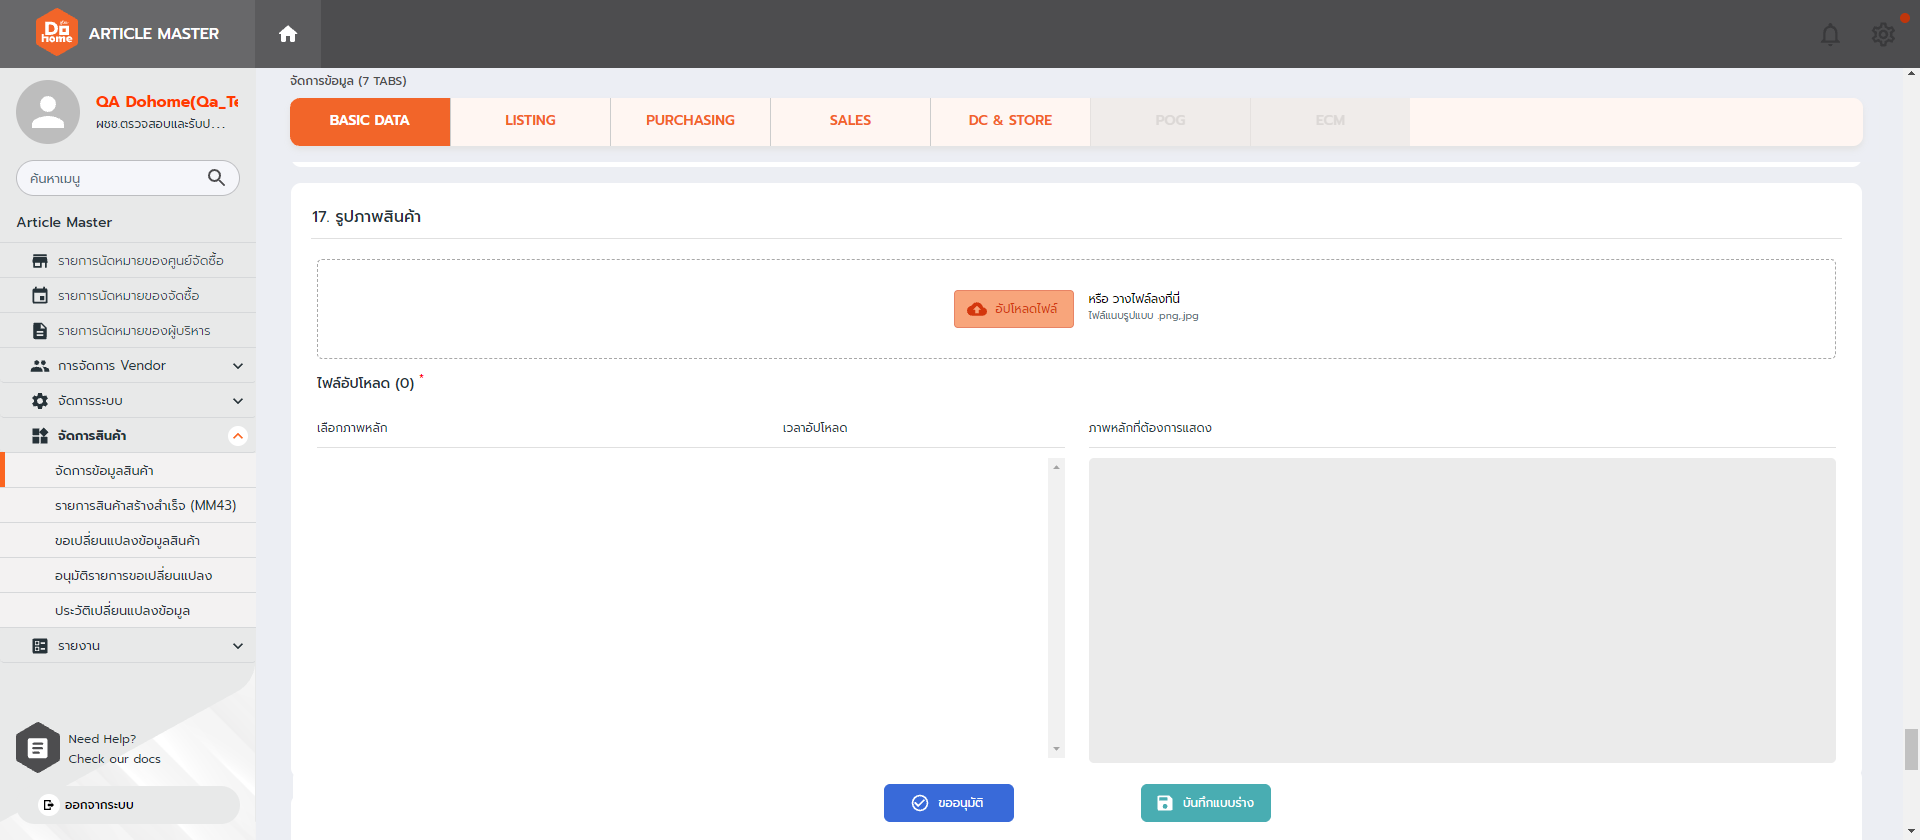 Do
home
ARTICLE MASTER
QA Dohome(Qa_Te
ผชช.ตรวจสอบและรับป...
ค้นหาเมนู
Article Master
รายการนัดหมายของศูนย์จัดซื้อ
รายการนัดหมายของจัดซื้อ
รายการนัดหมายของผู้บริหาร
การจัดการ Vendor
จัดการระบบ
จัดการสินค้า
จัดการข้อมูลสินค้า
รายการสินค้าสร้างสำเร็จ (MM43)
ขอเปลี่ยนแปลงข้อมูลสินค้า
อนุมัติรายการขอเปลี่ยนแปลง
ประวัติเปลี่ยนแปลงข้อมูล
รายงาน
Need Help?
Check our docs
ออกจากระบบ
จัดการข้อมูล (7 TABS)
BASIC DATA
LISTING
PURCHASING
SALES
DC & STORE
POG
ECM
17. รูปภาพสินค้า
อัปโหลดไฟล์
หรือ วางไฟล์ลงที่นี่
ไฟล์แนบรูปแบบ .png,.jpg
ไฟล์อัปโหลด (0) *
เลือกภาพหลัก
เวลาอัปโหลด
ภาพหลักที่ต้องการแสดง
ขออนุมัติ
บันทึกแบบร่าง